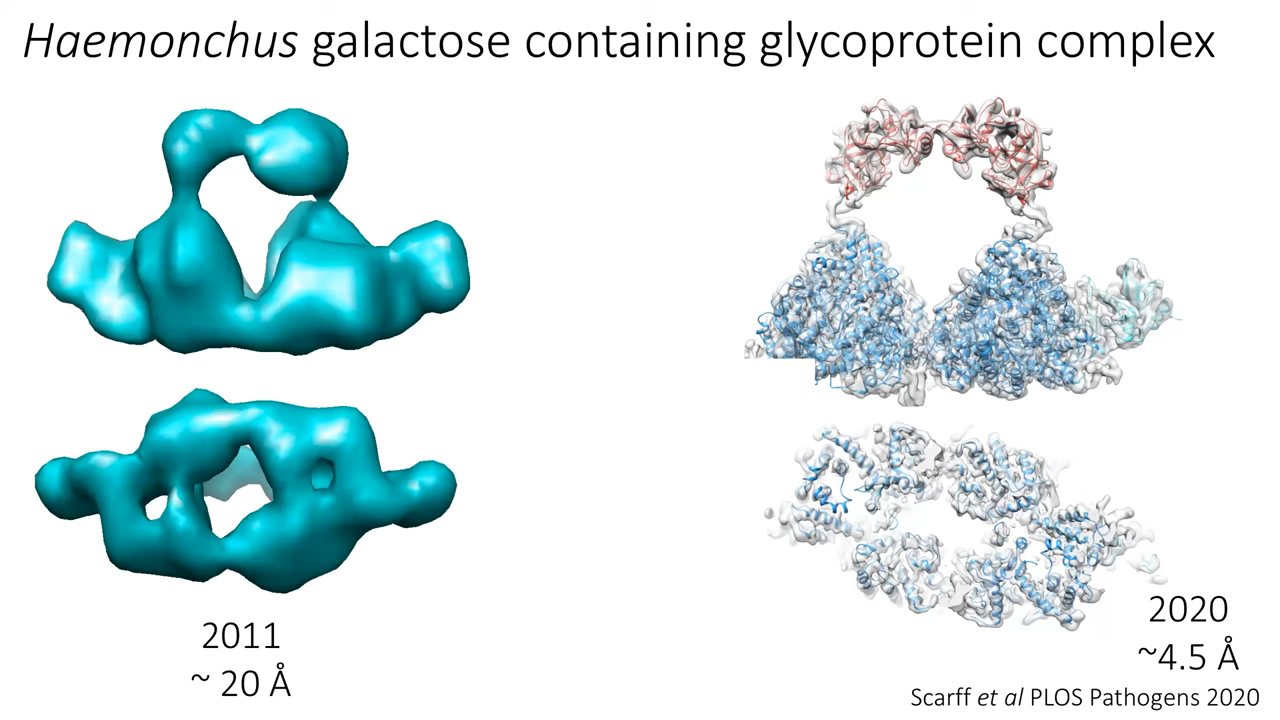 Haemonchus galactose containing glycoprotein complex
2011
~ 20 Å
2020
~4.5 Å
Scarff et al PLOS Pathogens 2020